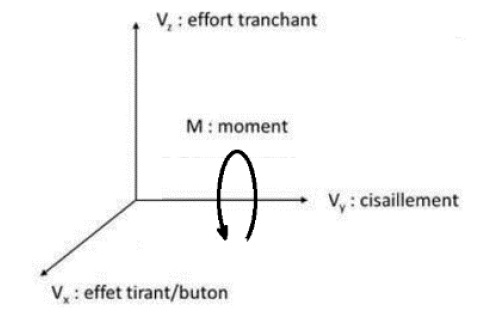 V_z : effort tranchant
M : moment
V_y : cisaillement
V_x : effet tirant/buton